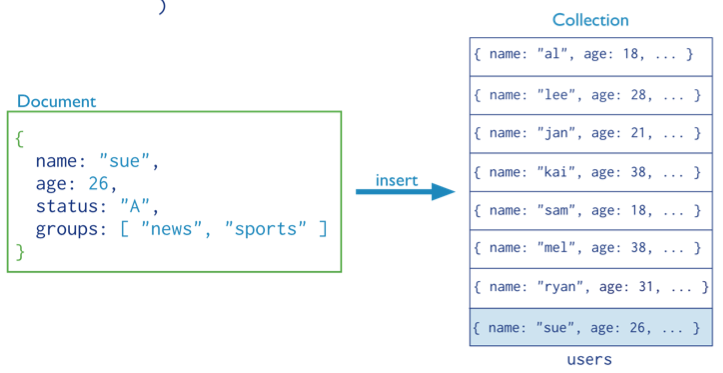 )
Collection
{ name: "al", age: 18, ... }
{ name: "lee", age: 28, ... }
{ name: "jan", age: 21, ... }
{ name: "kai", age: 38, ... }
{ name: "sam", age: 18, ... }
{ name: "mel", age: 38, ... }
{ name: "ryan", age: 31, ... }
{ name: "sue", age: 26, ... }
users
Document
{
name: "sue",
age: 26,
status: "A",
groups: [ "news", "sports" ]
}
insert